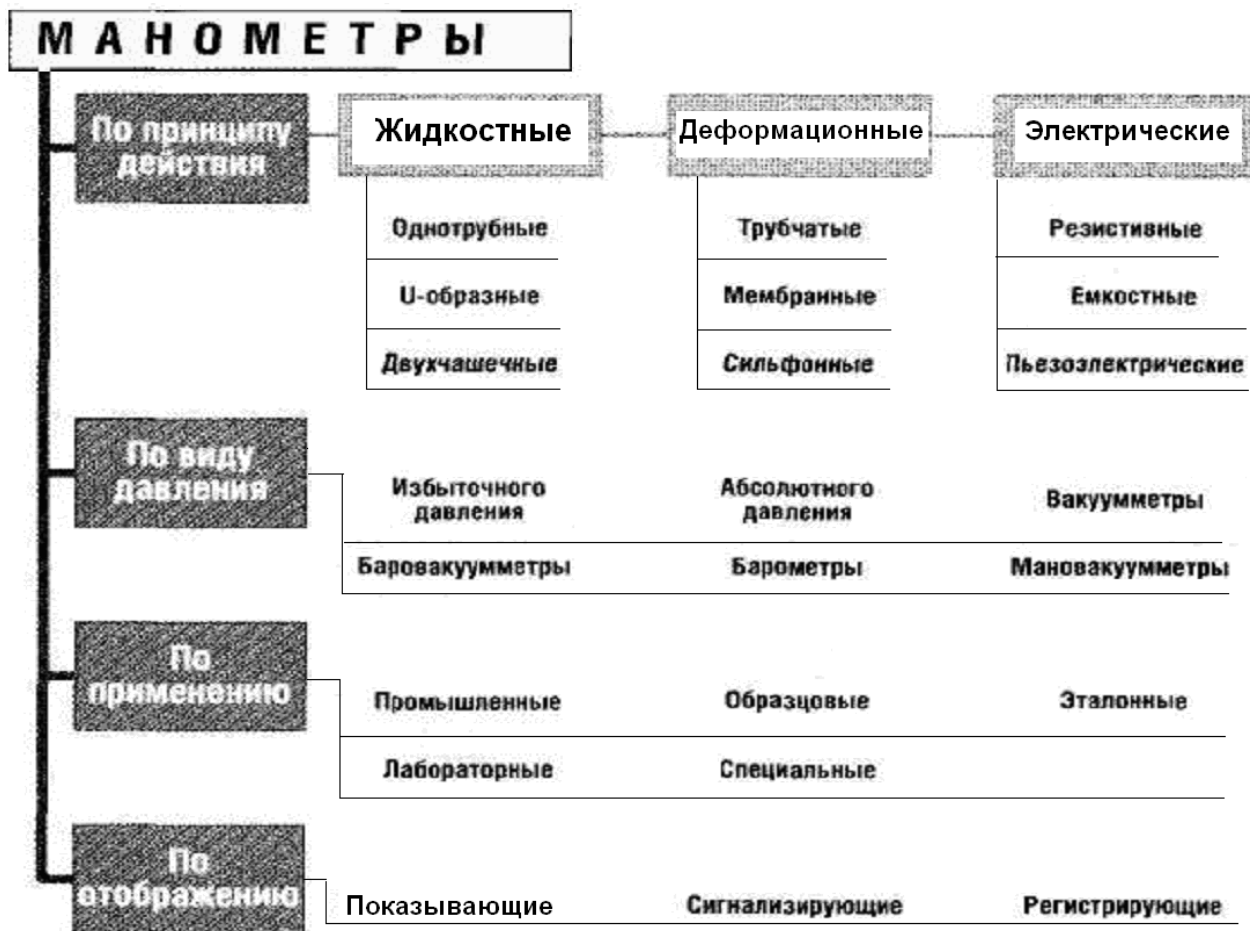 МАНОМЕТРЫ
По принципу
действия
Жидкостные
Деформационные
Электрические
Однотрубные
Трубчатые
Резистивные
U-образные
Мембранные
Емкостные
Двухчашечные
Сильфонные
Пьезоэлектрические
По виду
давления
Избыточного
давления
Абсолютного
давления
Вакуумметры
Баровакуумметры
Барометры
Мановакуумметры
По
применению
Промышленные
Образцовые
Эталонные
Лабораторные
Специальные
По
отображению
Показывающие
Сигнализирующие
Регистрирующие